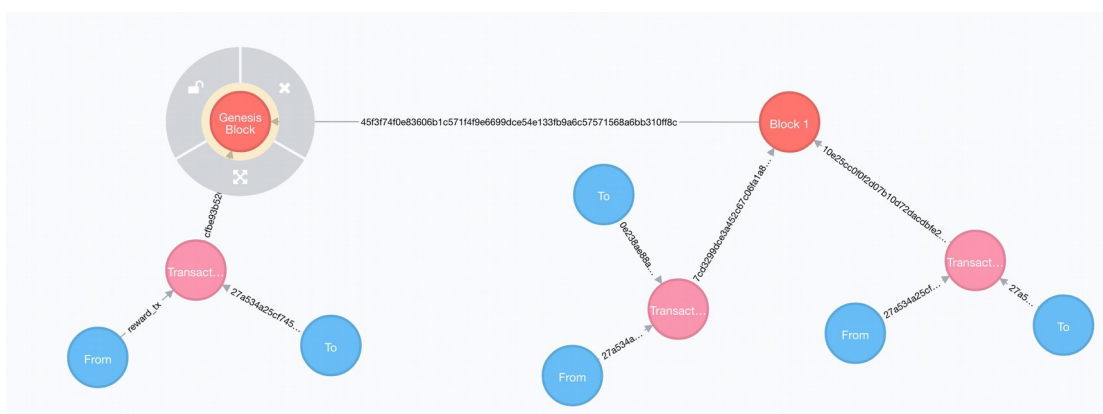 Genesis
Block
45f3f74f0e83606b1c571f4f9e6699dce54e133fb9a6c57571568a6bb310ff8c
Block 1
cfbe93b52
10e25cc0f0f2d07b10d72dacdbfe2...
To
0e238ae88a...
7cd3299dce3a452c67c06fa1a8...
Transact...
Transact...
Transact...
reward_tx
27a534a25cf745...
From
To
27a534a...
From
27a534a25cf...
From
27a5...
To